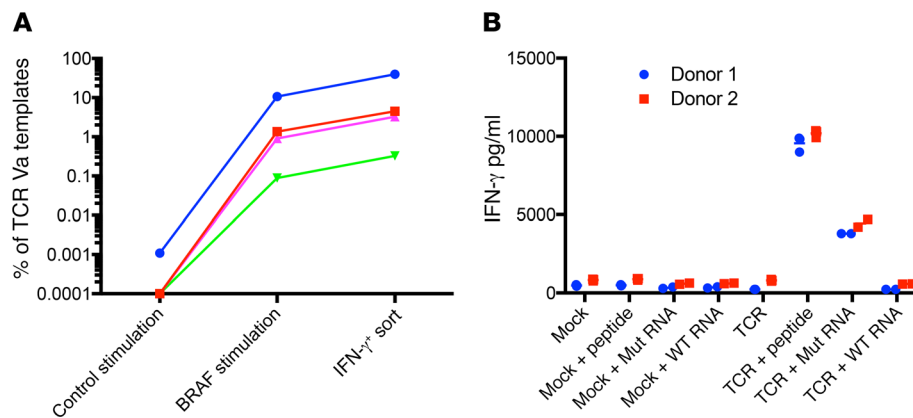 A
% of TCR Va templates
100
10
1
0.1
0.01
0.001
0.0001
Control stimulation
BRAF stimulation
IFN-γ+ sort
B
IFN-γ pg/ml
15000
10000
5000
0
Donor 1
Donor 2
Mock
Mock + peptide
Mock + Mut RNA
Mock + WT RNA
TCR
TCR + peptide
TCR + Mut RNA
TCR + WT RNA